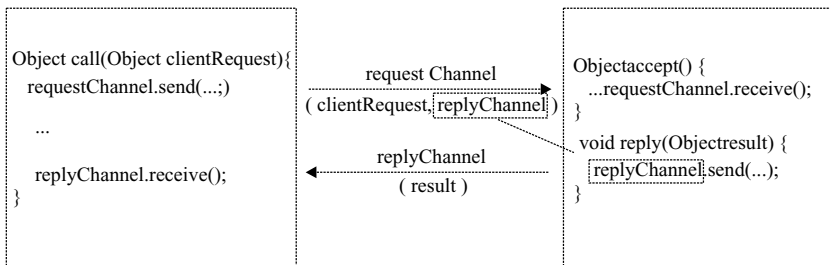 Object call(Object clientRequest){
requestChannel.send(...;)
...
replyChannel.receive();
}
request Channel
( clientRequest, replyChannel )
replyChannel
( result )
Objectaccept() {
...requestChannel.receive();
}
void reply(Objectresult) {
replyChannel.send(...);
}